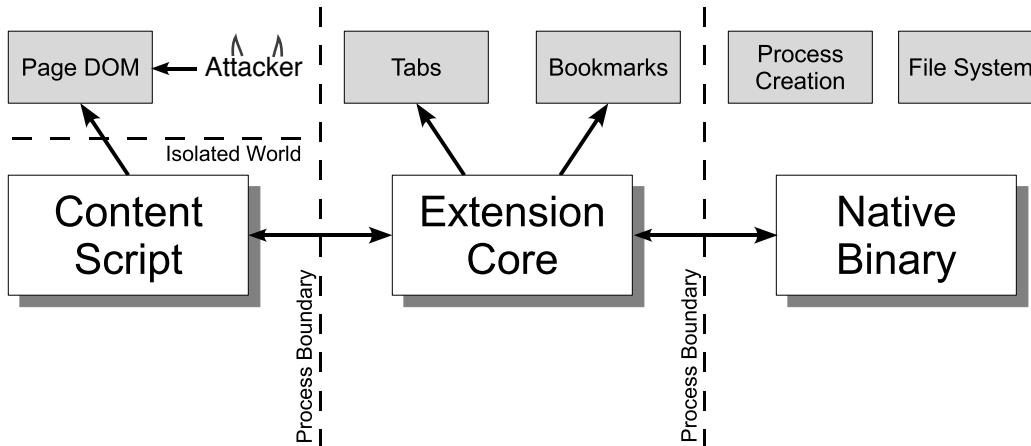 Page DOM
Attacker
Tabs
Bookmarks
Process
Creation
File System
Isolated World
Content
Script
Extension
Core
Native
Binary
Process Boundary
Process Boundary